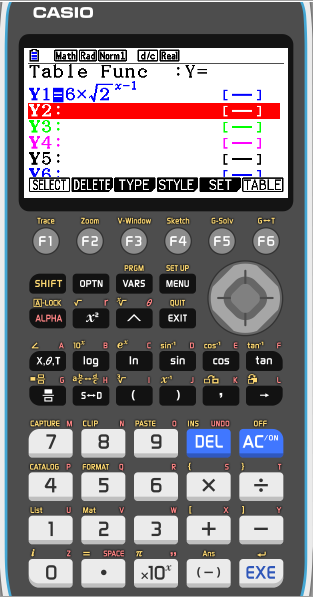 CASIO
Math Rad Norm1 d/c Real
Table Func :Y=
Y1=6×√2^x−1 [ — ]
Y2: [ — ]
Y3: [ — ]
Y4: [ — ]
Y5: [ — ]
Y6: [ — ]
SELECT DELETE TYPE STYLE SET TABLE
Trace Zoom V-Window Sketch G-Solv G↔T
F1 F2 F3 F4 F5 F6
PRGM SET UP
SHIFT OPTN VARS MENU
A-LOCK √ r ˣ√ θ QUIT
ALPHA x² ^ EXIT
∠ A 10ˣ B eˣ C sin⁻¹ D cos⁻¹ E tan⁻¹ F
X,θ,T log ln sin cos tan
G H ³√ I x⁻¹ J K L
S↔D ( ) , →
CAPTURE M CLIP N PASTE O INS UNDO OFF
7 8 9 DEL AC/ON
CATALOG P FORMAT Q R { S } T
4 5 6 × ÷
List U Mat V W [ X ] Y
1 2 3 + −
i Z = SPACE π " Ans ↵
0 • ×10ˣ (−) EXE